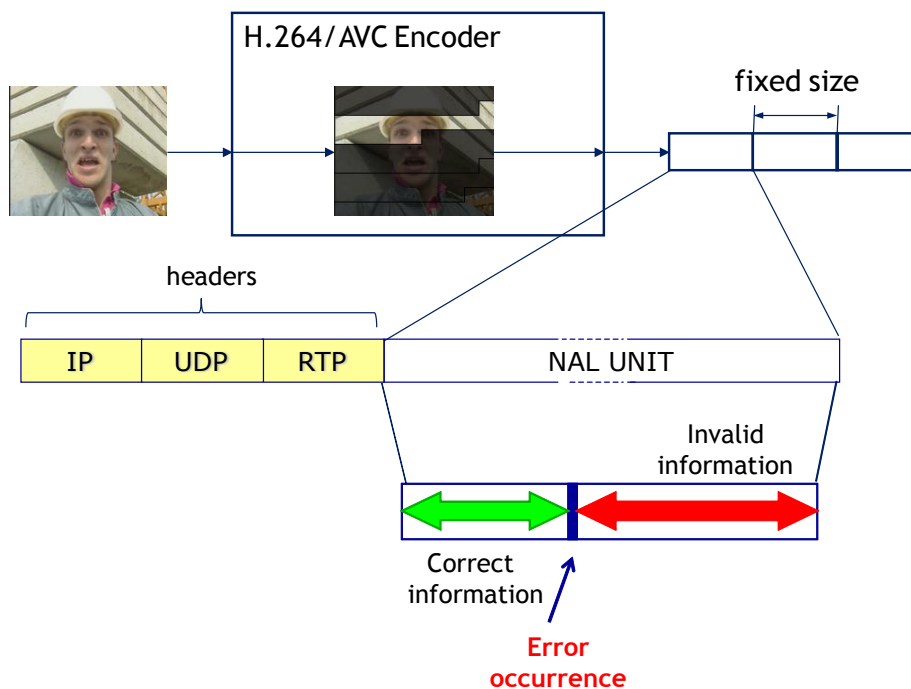 H.264/AVC Encoder
fixed size
headers
IP UDP RTP NAL UNIT
Invalid
information
Correct
information
Error
occurrence